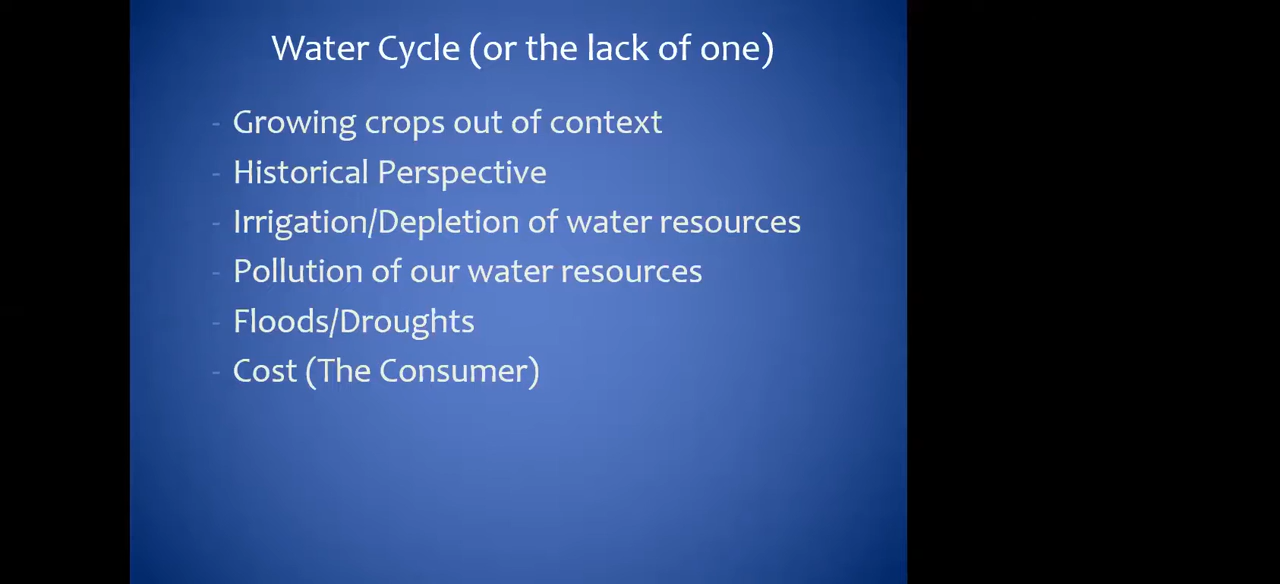 Water Cycle (or the lack of one)
- Growing crops out of context
- Historical Perspective
- Irrigation/Depletion of water resources
- Pollution of our water resources
- Floods/Droughts
- Cost (The Consumer)